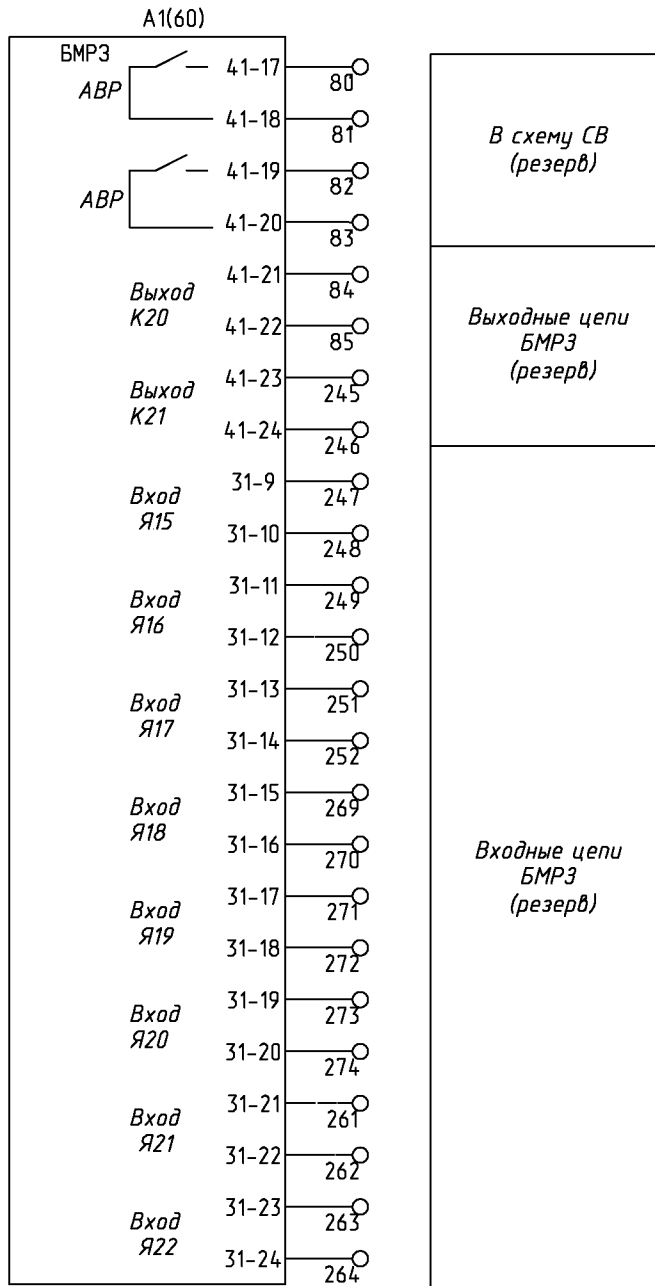 А1(60)
БМРЗ
АВР
41-17
80
41-18
81
АВР
41-19
82
41-20
83
В схему СВ
(резерв)
Выход
К20
41-21
84
41-22
85
Выход
К21
41-23
245
41-24
246
Выходные цепи
БМРЗ
(резерв)
Вход
Я15
31-9
247
31-10
248
Вход
Я16
31-11
249
31-12
250
Вход
Я17
31-13
251
31-14
252
Вход
Я18
31-15
269
31-16
270
Вход
Я19
31-17
271
31-18
272
Вход
Я20
31-19
273
31-20
274
Вход
Я21
31-21
261
31-22
262
Вход
Я22
31-23
263
31-24
264
Входные цепи
БМРЗ
(резерв)